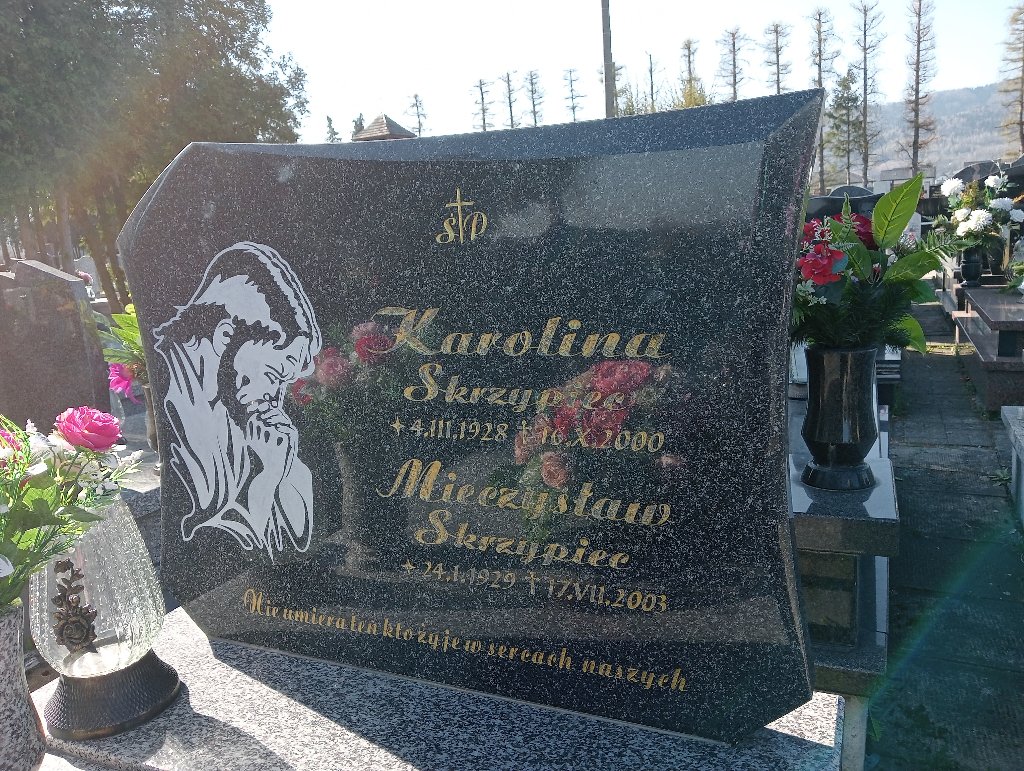 Ś P
Karolina
Skrzypiec
4.III.1928 † 16.X.2000
Mieczysław
Skrzypiec
24.I.1929 † 17.VII.2003
Nie umiera ten kto żyje w sercach naszych